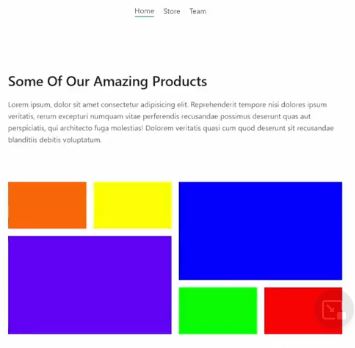 Home Store Team
Some Of Our Amazing Products
Lorem ipsum, dolor sit amet consectetur adipisicing elit. Reprehenderit tempore nisi dolores ipsum
veritatis, rerum excepturi numquam vitae perferendis recusandae possimus deserunt quas aut
perspiciatis, qui architecto fuga molestias! Dolorem veritatis quasi cum quod deserunt sit recusandae
blanditiis debitis voluptatum.